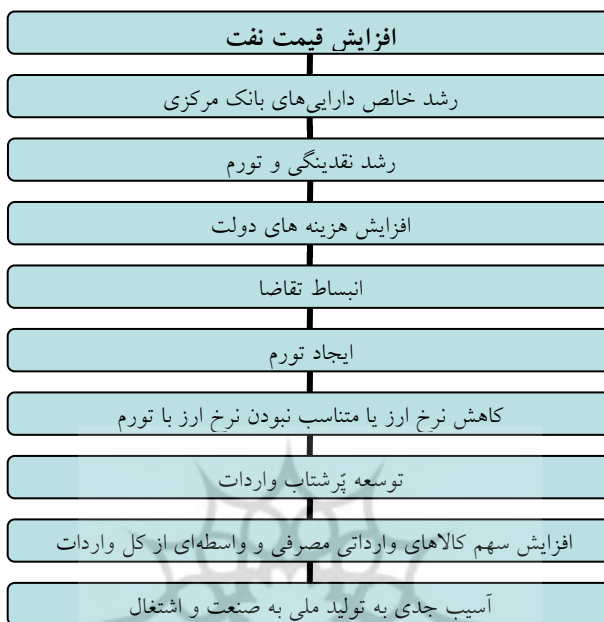 افزایش قیمت نفت
رشد خالص دارایی‌های بانک مرکزی
رشد نقدینگی و تورم
افزایش هزینه های دولت
انبساط تقاضا
ایجاد تورم
کاهش نرخ ارز یا متناسب نبودن نرخ ارز با تورم
توسعه پّرشتاب واردات
افزایش سهم کالاهای وارداتی مصرفی و واسطه‌ای از کل واردات
آسیب جدی به تولید ملی به صنعت و اشتغال